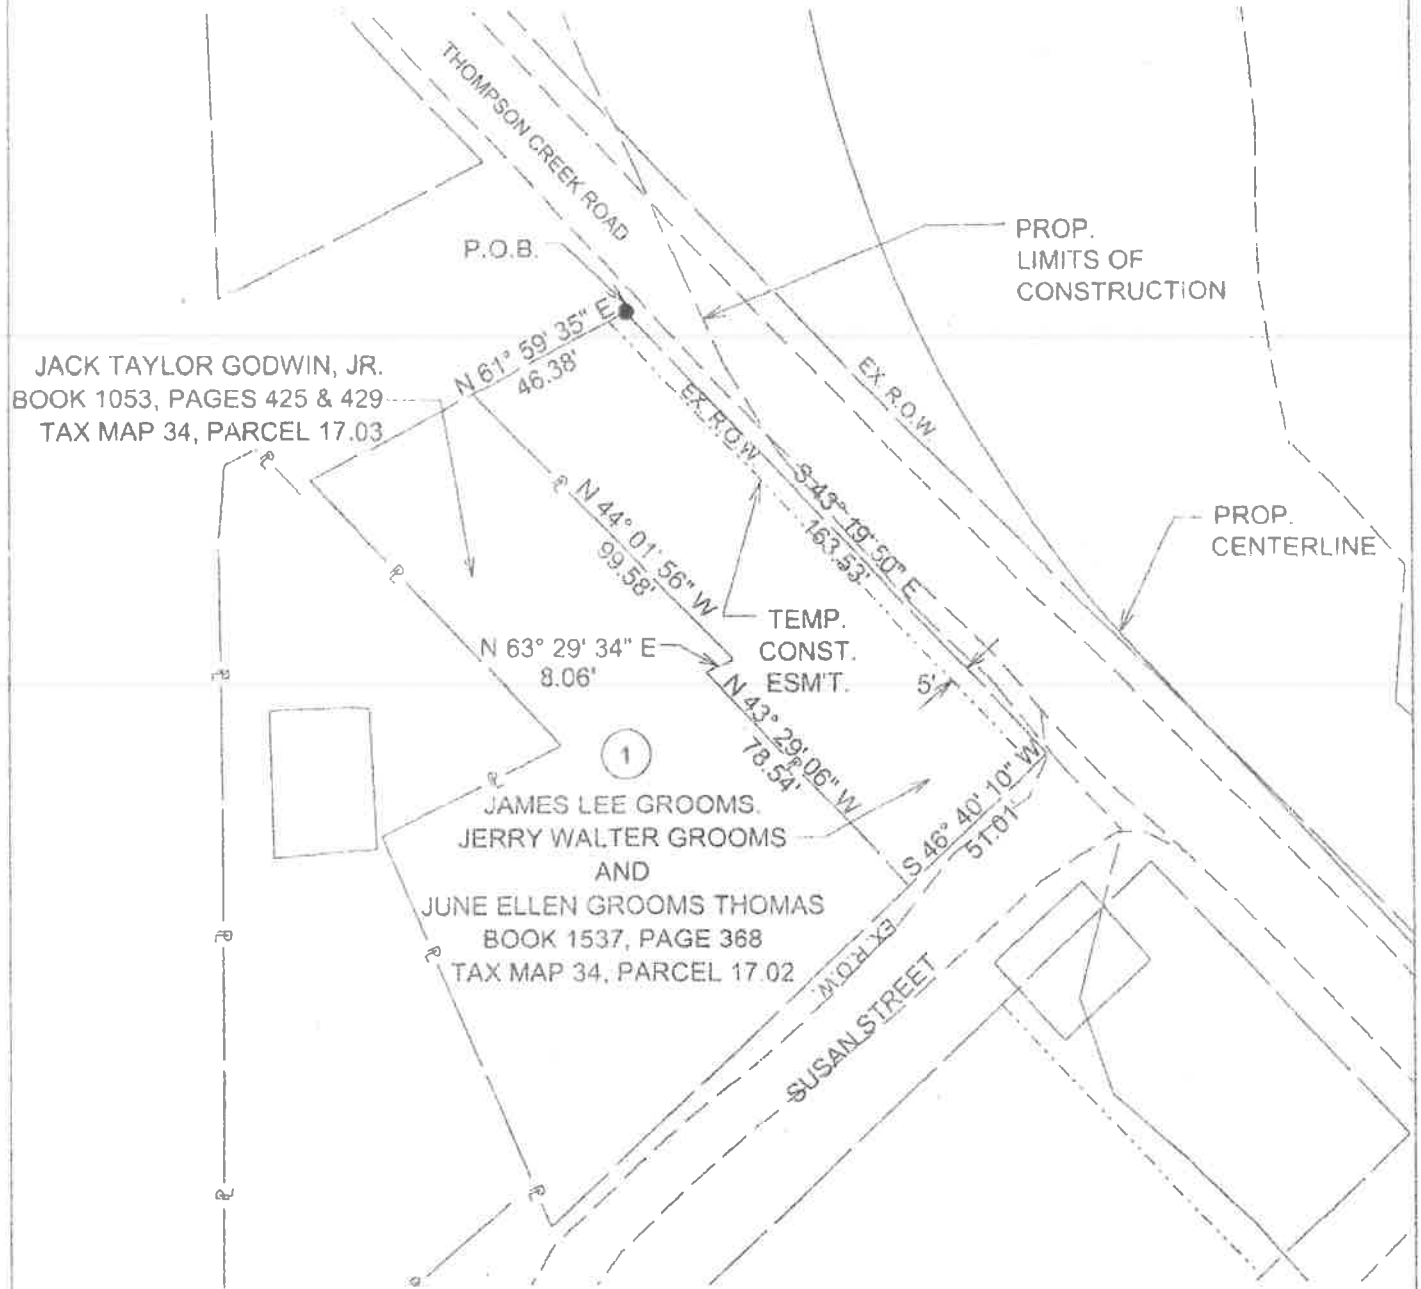 THOMPSON CREEK ROAD
P.O.B.
PROP.
LIMITS OF
CONSTRUCTION
N 61° 59' 35" E
46.38'
JACK TAYLOR GODWIN, JR.
BOOK 1053, PAGES 425 & 429
TAX MAP 34, PARCEL 17.03
EX. R.O.W.
EX. R.O.W.
S 43° 19' 50" E
163.53'
N 44° 01' 56" W
99.58'
PROP.
CENTERLINE
TEMP.
CONST.
ESM'T.
N 63° 29' 34" E
8.06'
5'
N 43° 29' 06" W
78.54'
1
JAMES LEE GROOMS.
JERRY WALTER GROOMS
AND
JUNE ELLEN GROOMS THOMAS
BOOK 1537, PAGE 368
TAX MAP 34, PARCEL 17.02
S 46° 40' 10" W
51.01'
EX. R.O.W.
SUSAN STREET